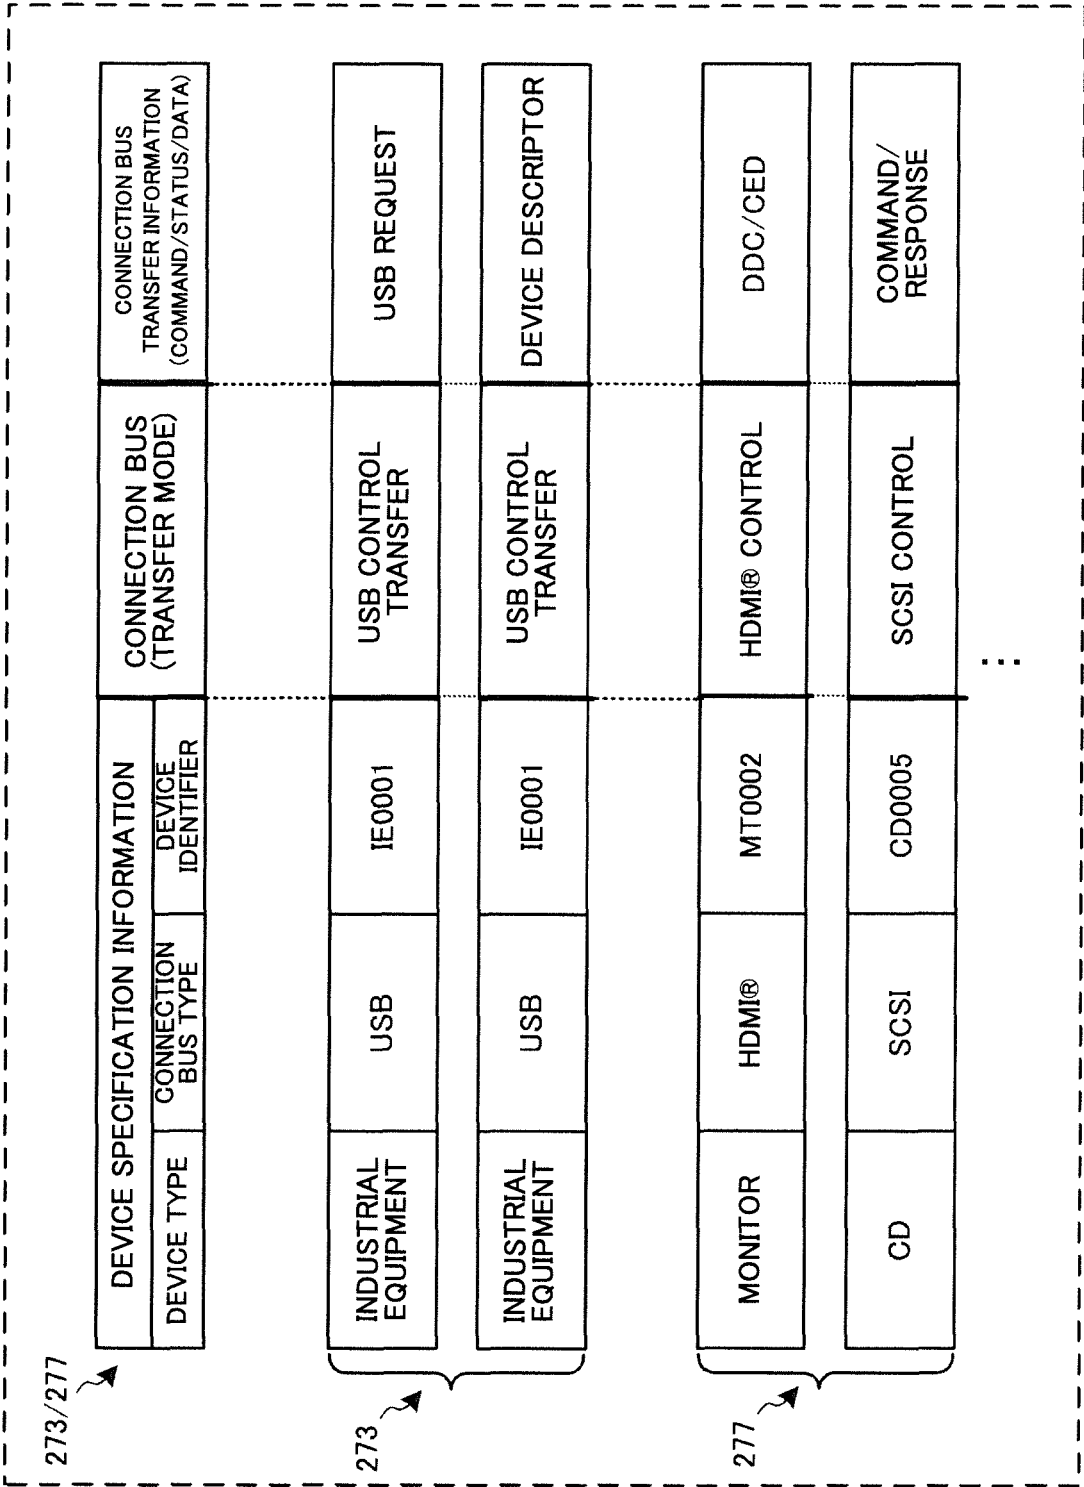 273/277
DEVICE SPECIFICATION INFORMATION
DEVICE TYPE
CONNECTION
BUS TYPE
DEVICE
IDENTIFIER
CONNECTION BUS
(TRANSFER MODE)
CONNECTION BUS
TRANSFER INFORMATION
(COMMAND/STATUS/DATA)
273
INDUSTRIAL
EQUIPMENT
USB
IE0001
USB CONTROL
TRANSFER
USB REQUEST
INDUSTRIAL
EQUIPMENT
USB
IE0001
USB CONTROL
TRANSFER
DEVICE DESCRIPTOR
277
MONITOR
HDMI®
MT0002
HDMI® CONTROL
DDC/CED
CD
SCSI
CD0005
SCSI CONTROL
COMMAND/
RESPONSE
...